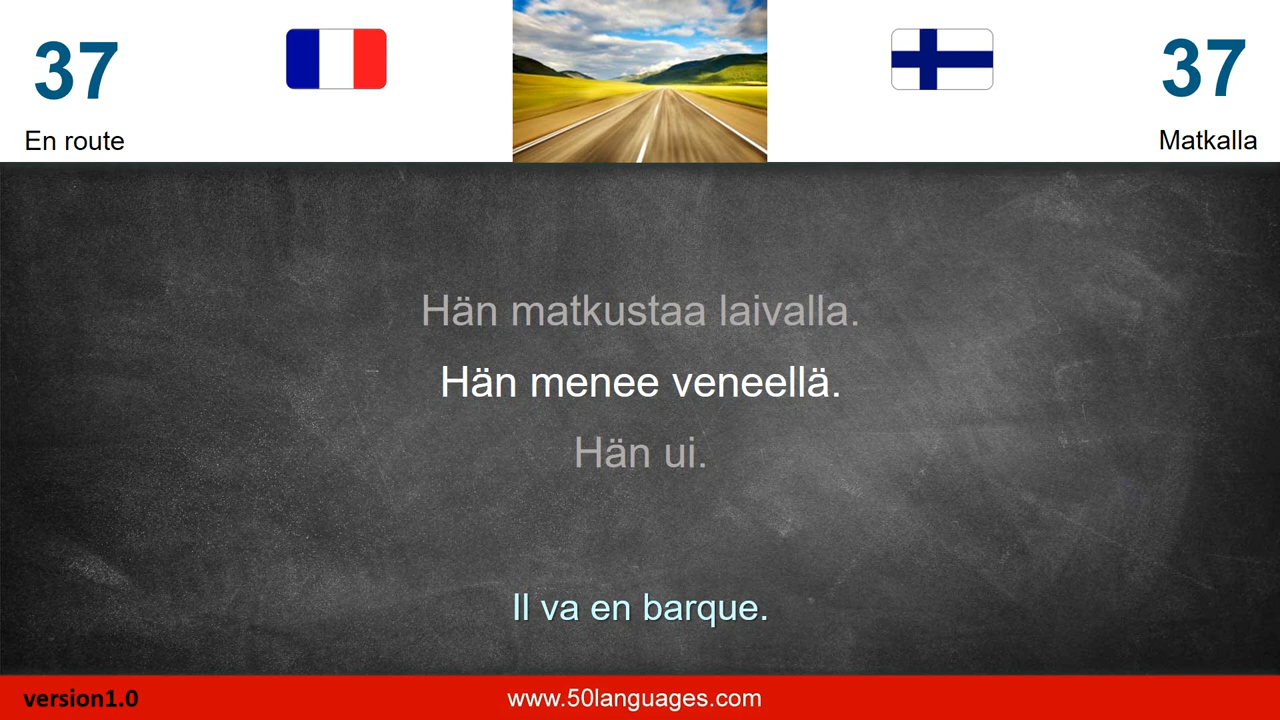 37
37
En route
Matkalla
Hän matkustaa laivalla.
Hän menee veneellä.
Hän ui.
Il va en barque.
version1.0
www.50languages.com